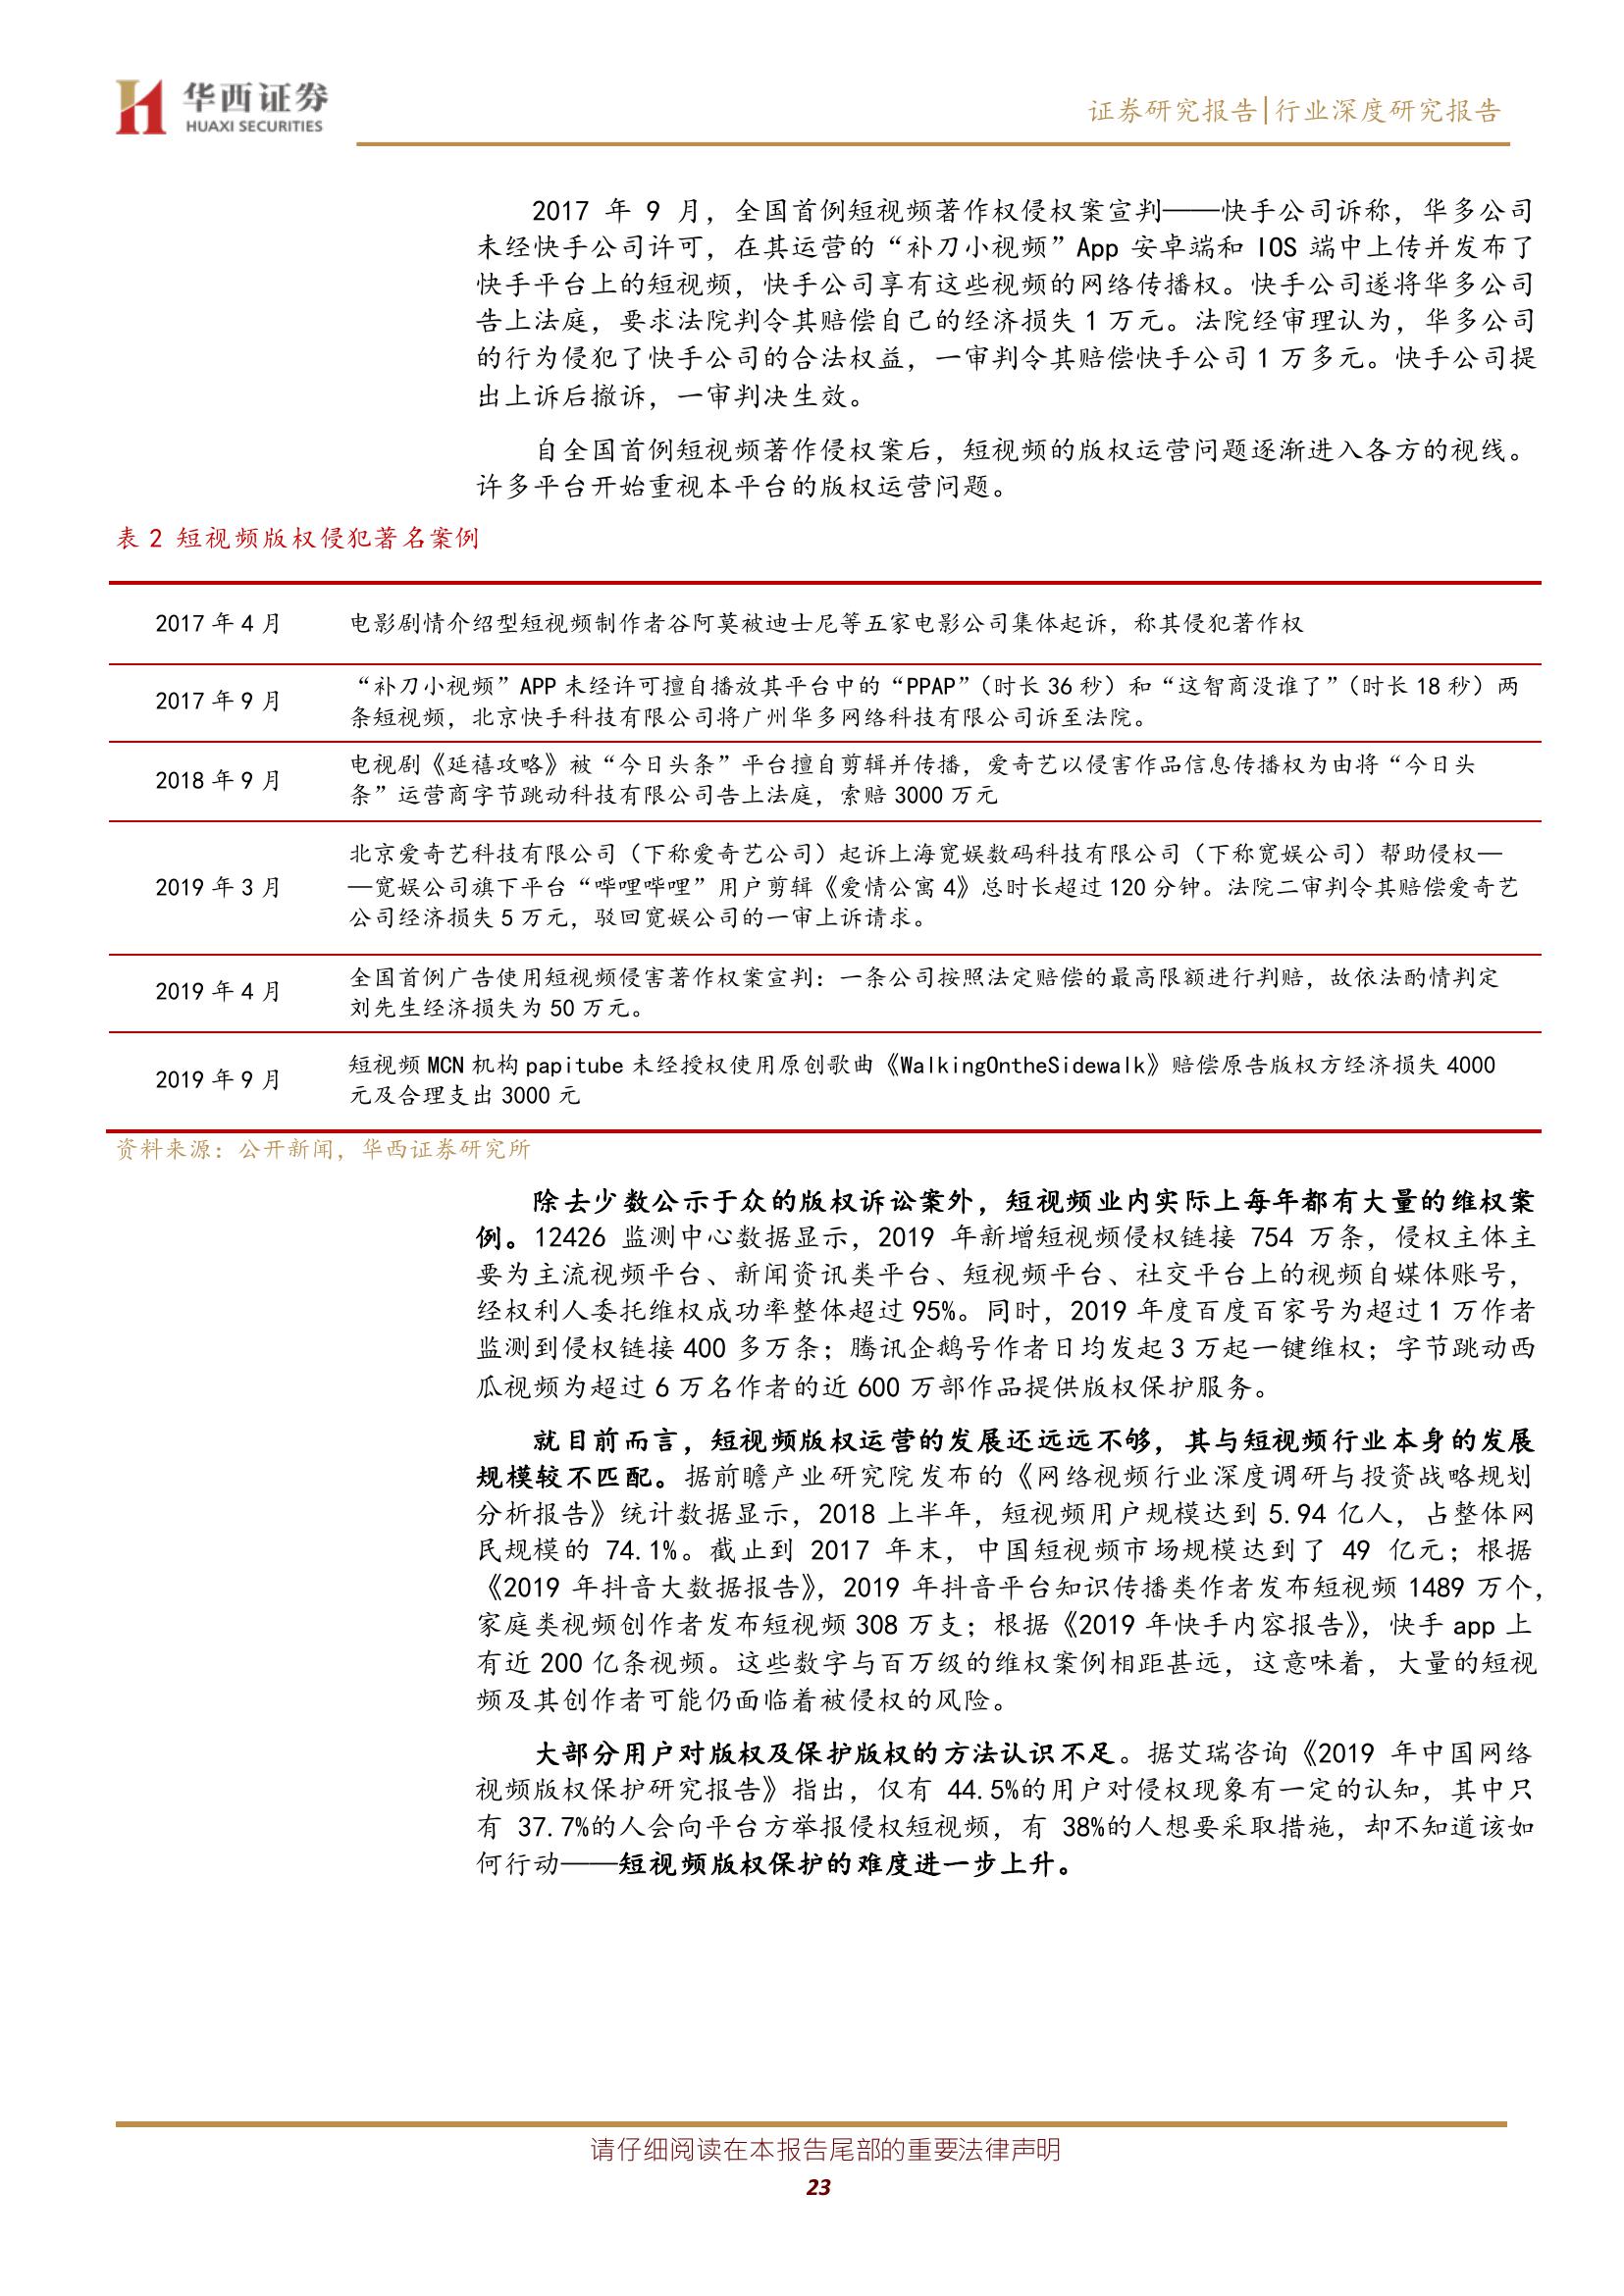 华西证券
HUAXI SECURITIES
证券研究报告|行业深度研究报告
2017 年 9 月，全国首例短视频著作权侵权案宣判——快手公司诉称，华多公司
未经快手公司许可，在其运营的“补刀小视频”App 安卓端和 IOS 端中上传并发布了
快手平台上的短视频，快手公司享有这些视频的网络传播权。快手公司遂将华多公司
告上法庭，要求法院判令其赔偿自己的经济损失 1 万元。法院经审理认为，华多公司
的行为侵犯了快手公司的合法权益，一审判令其赔偿快手公司 1 万多元。快手公司提
出上诉后撤诉，一审判决生效。
自全国首例短视频著作侵权案后，短视频的版权运营问题逐渐进入各方的视线。
许多平台开始重视本平台的版权运营问题。
表 2 短视频版权侵犯著名案例
2017 年 4 月 电影剧情介绍型短视频制作者谷阿莫被迪士尼等五家电影公司集体起诉，称其侵犯著作权
2017 年 9 月 “补刀小视频”APP 未经许可擅自播放其平台中的“PPAP”（时长 36 秒）和“这智商没谁了”（时长 18 秒）两
条短视频，北京快手科技有限公司将广州华多网络科技有限公司诉至法院。
2018 年 9 月 电视剧《延禧攻略》被“今日头条”平台擅自剪辑并传播，爱奇艺以侵害作品信息传播权为由将“今日头
条”运营商字节跳动科技有限公司告上法庭，索赔 3000 万元
北京爱奇艺科技有限公司（下称爱奇艺公司）起诉上海宽娱数码科技有限公司（下称宽娱公司）帮助侵权—
2019 年 3 月 —宽娱公司旗下平台“哔哩哔哩”用户剪辑《爱情公寓 4》总时长超过 120 分钟。法院二审判令其赔偿爱奇艺
公司经济损失 5 万元，驳回宽娱公司的一审上诉请求。
2019 年 4 月 全国首例广告使用短视频侵害著作权案宣判：一条公司按照法定赔偿的最高限额进行判赔，故依法酌情判定
刘先生经济损失为 50 万元。
2019 年 9 月 短视频 MCN 机构 papitube 未经授权使用原创歌曲《WalkingOntheSidewalk》赔偿原告版权方经济损失 4000
元及合理支出 3000 元
资料来源：公开新闻，华西证券研究所
除去少数公示于众的版权诉讼案外，短视频业内实际上每年都有大量的维权案
例。12426 监测中心数据显示，2019 年新增短视频侵权链接 754 万条，侵权主体主
要为主流视频平台、新闻资讯类平台、短视频平台、社交平台上的视频自媒体账号，
经权利人委托维权成功率整体超过 95%。同时，2019 年度百度百家号为超过 1 万作者
监测到侵权链接 400 多万条；腾讯企鹅号作者日均发起 3 万起一键维权；字节跳动西
瓜视频为超过 6 万名作者的近 600 万部作品提供版权保护服务。
就目前而言，短视频版权运营的发展还远远不够，其与短视频行业本身的发展
规模较不匹配。据前瞻产业研究院发布的《网络视频行业深度调研与投资战略规划
分析报告》统计数据显示，2018 上半年，短视频用户规模达到 5.94 亿人，占整体网
民规模的 74.1%。截止到 2017 年末，中国短视频市场规模达到了 49 亿元；根据
《2019 年抖音大数据报告》，2019 年抖音平台知识传播类作者发布短视频 1489 万个，
家庭类视频创作者发布短视频 308 万支；根据《2019 年快手内容报告》，快手 app 上
有近 200 亿条视频。这些数字与百万级的维权案例相距甚远，这意味着，大量的短视
频及其创作者可能仍面临着被侵权的风险。
大部分用户对版权及保护版权的方法认识不足。据艾瑞咨询《2019 年中国网络
视频版权保护研究报告》指出，仅有 44.5%的用户对侵权现象有一定的认知，其中只
有 37.7%的人会向平台方举报侵权短视频，有 38%的人想要采取措施，却不知道该如
何行动——短视频版权保护的难度进一步上升。
请仔细阅读在本报告尾部的重要法律声明
23